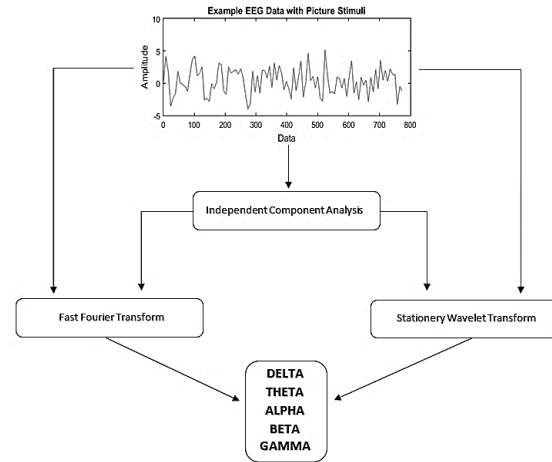 Example EEG Data with Picture Stimuli
10
5
0
-5
Amplitude
0 100 200 300 400 500 600 700 800
Data
Independent Component Analysis
Fast Fourier Transform
Stationery Wavelet Transform
DELTA
THETA
ALPHA
BETA
GAMMA